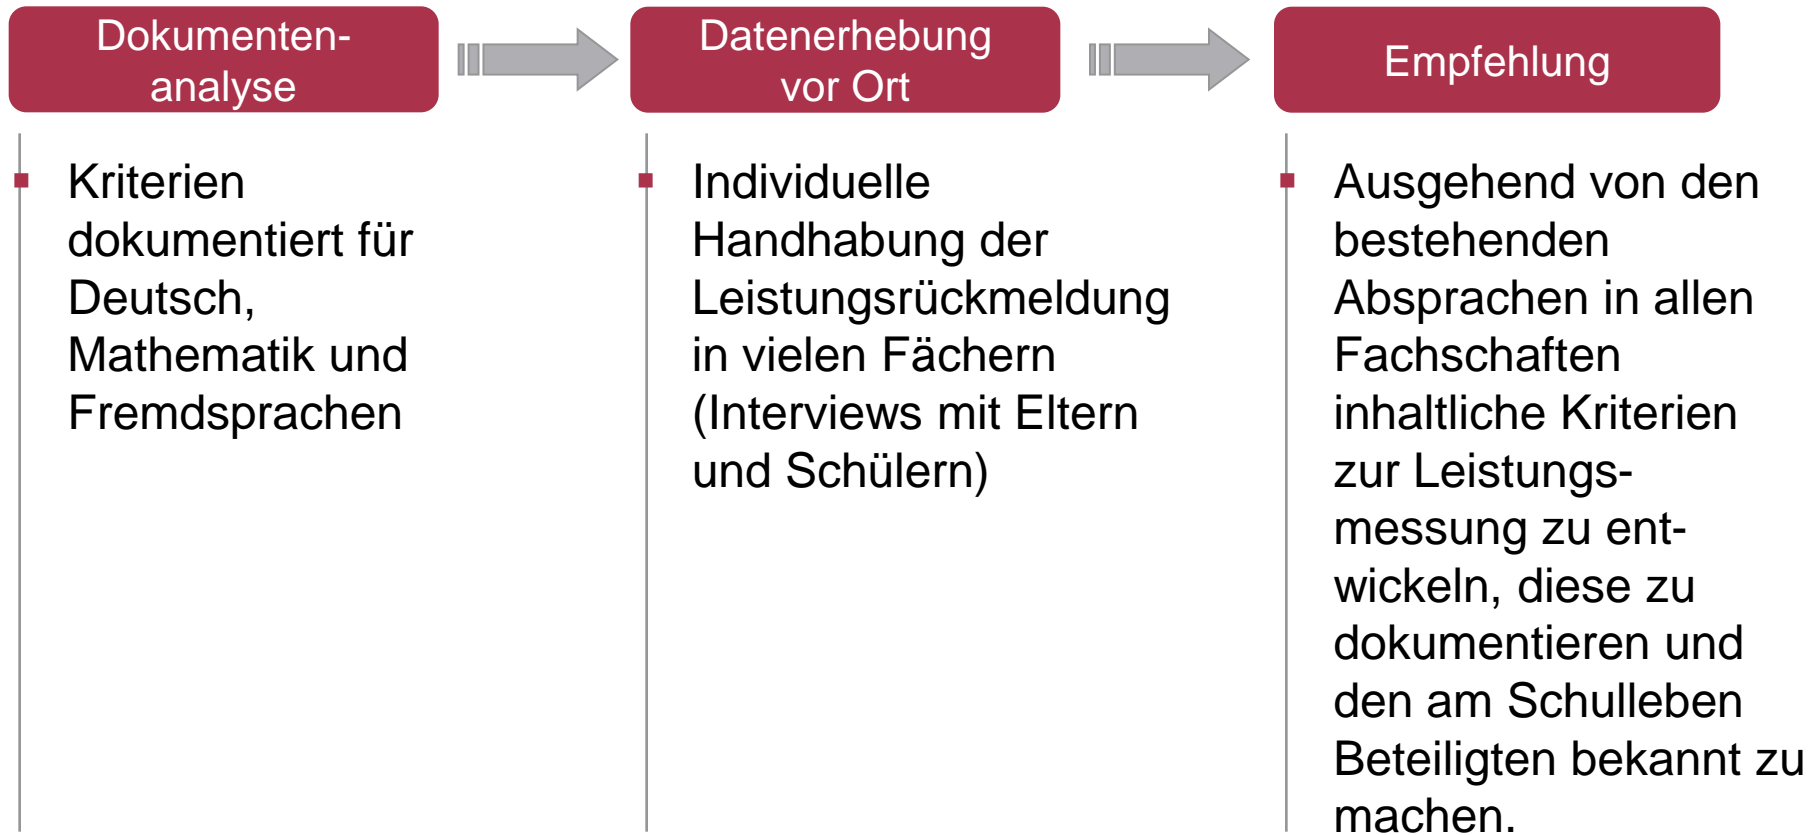 Dokumenten-
analyse
Kriterien
dokumentiert für
Deutsch,
Mathematik und
Fremdsprachen
Datenerhebung
vor Ort
Individuelle
Handhabung der
Leistungsrückmeldung
in vielen Fächern
(Interviews mit Eltern
und Schülern)
Empfehlung
Ausgehend von den
bestehenden
Absprachen in allen
Fachschaften
inhaltliche Kriterien
zur Leistungs-
messung zu ent-
wickeln, diese zu
dokumentieren und
den am Schulleben
Beteiligten bekannt zu
machen.